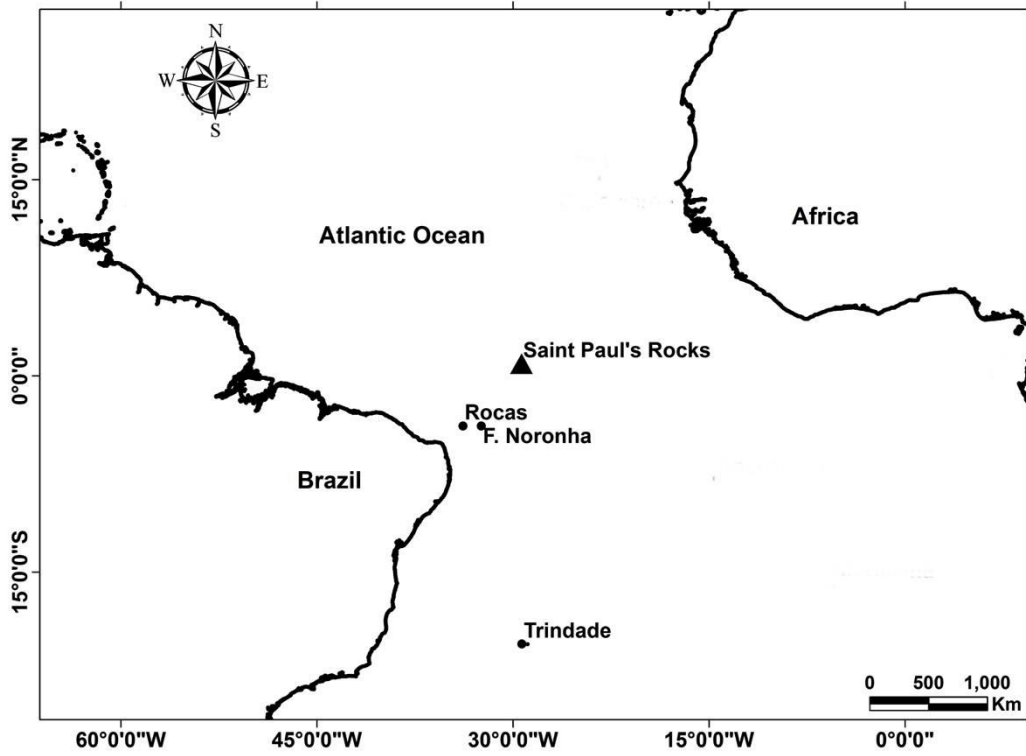 N
W E
S
15°0'0"N
Atlantic Ocean
Africa
Saint Paul's Rocks
0°0'0"
Rocas
F. Noronha
Brazil
15°0'0"S
Trindade
0 500 1,000
Km
60°0'0"W 45°0'0"W 30°0'0"W 15°0'0"W 0°0'0"